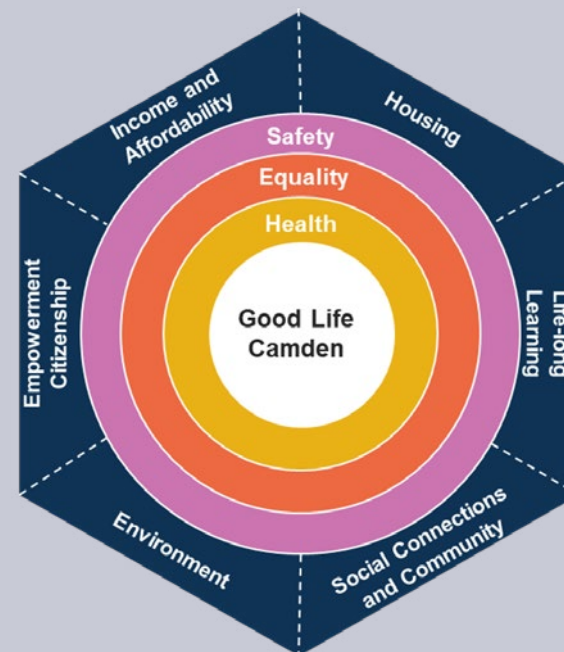 Income and
Affordability
Housing
Safety
Equality
Health
Good Life
Camden
Empowerment
Citizenship
Life-long
Learning
Environment
Social Connections
and Community